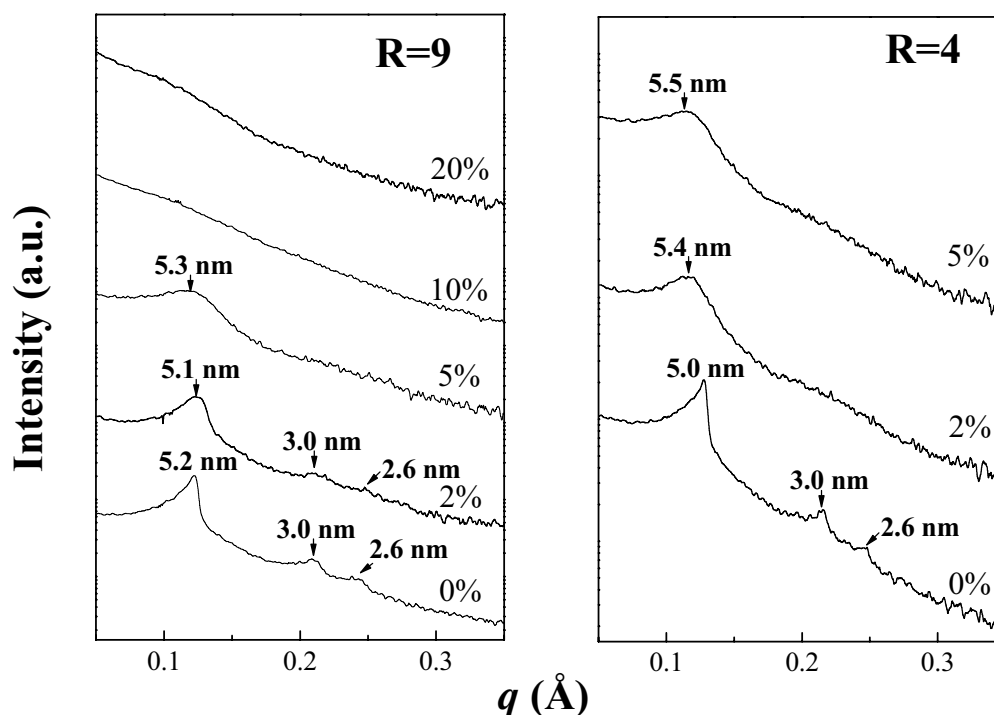 Intensity (a.u.)
R=9
20%
10%
5.3 nm
5%
5.1 nm
3.0 nm
2.6 nm
2%
5.2 nm
3.0 nm
2.6 nm
0%
0.1 0.2 0.3
R=4
5.5 nm
5%
5.4 nm
2%
5.0 nm
3.0 nm
2.6 nm
0%
0.1 0.2 0.3
q (Å)